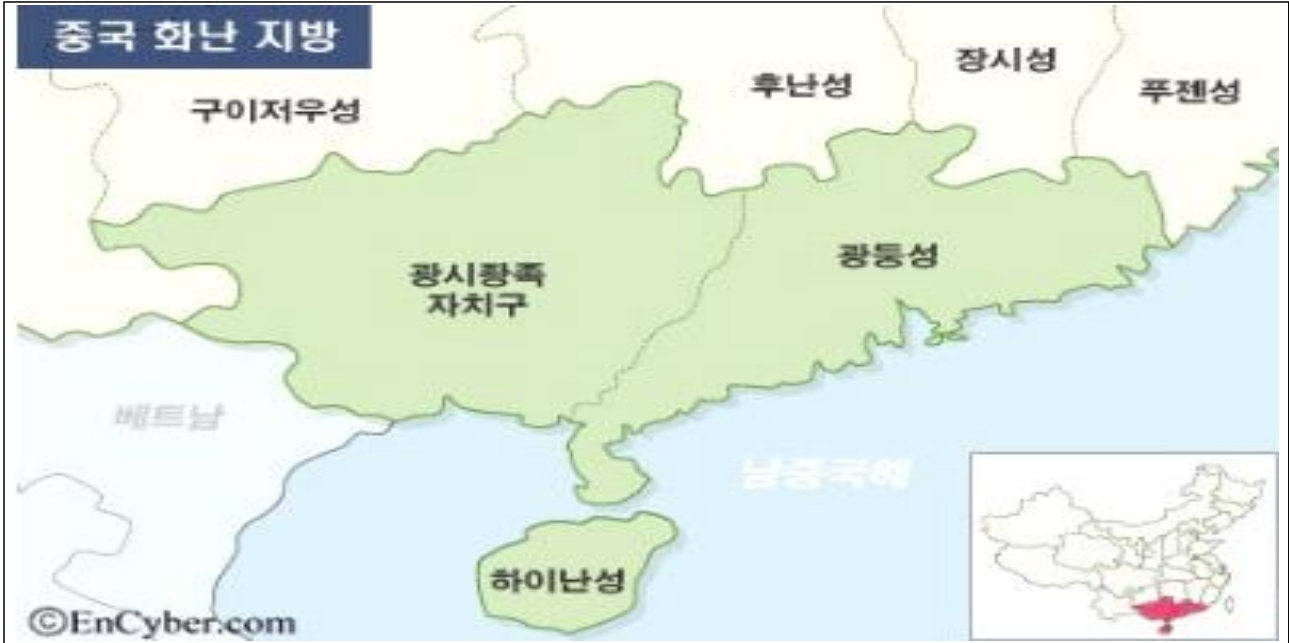 중국 화난 지방
장시성
후난성
푸젠성
구이저우성
광둥성
광시좡족
자치구
베트남
남중국해
하이난성
©EnCyber.com